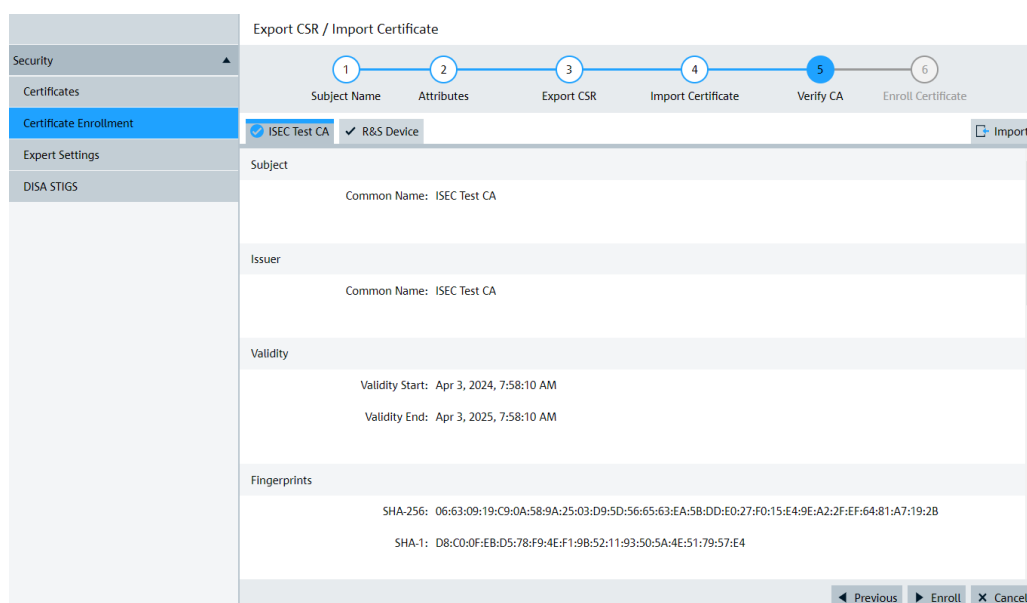 Export CSR / Import Certificate
Security
Certificates
Certificate Enrollment
Expert Settings
DISA STIGS
1 2 3 4 5 6
Subject Name Attributes Export CSR Import Certificate Verify CA Enroll Certificate
ISEC Test CA R&S Device Import
Subject
Common Name: ISEC Test CA
Issuer
Common Name: ISEC Test CA
Validity
Validity Start: Apr 3, 2024, 7:58:10 AM
Validity End: Apr 3, 2025, 7:58:10 AM
Fingerprints
SHA-256: 06:63:09:19:C9:0A:58:9A:25:03:D9:5D:56:65:63:EA:5B:DD:E0:27:F0:15:E4:9E:A2:2F:EF:64:81:A7:19:2B
SHA-1: D8:C0:0F:EB:D5:78:F9:4E:F1:9B:52:11:93:50:5A:4E:51:79:57:E4
Previous Enroll Cancel